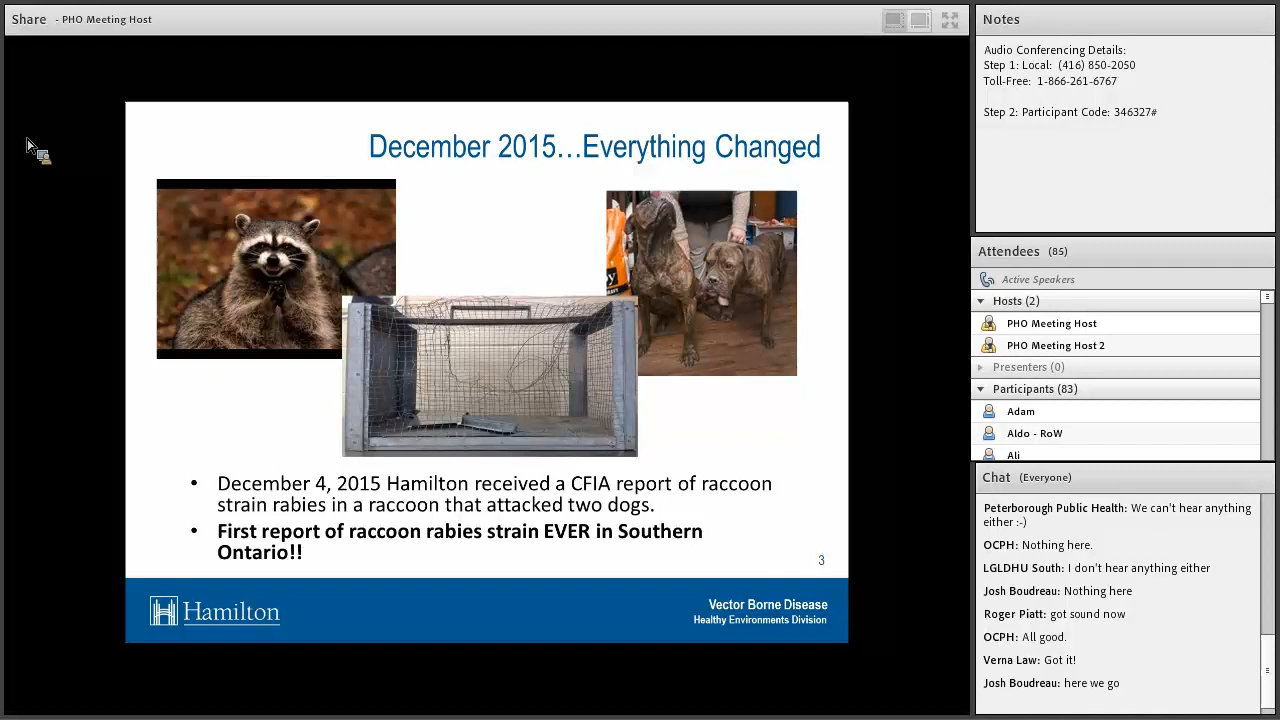 Share - PHO Meeting Host
December 2015…Everything Changed
• December 4, 2015 Hamilton received a CFIA report of raccoon
strain rabies in a raccoon that attacked two dogs.
• First report of raccoon rabies strain EVER in Southern
Ontario!!
3
Hamilton
Vector Borne Disease
Healthy Environments Division
Notes
Audio Conferencing Details:
Step 1: Local: (416) 850-2050
Toll-Free: 1-866-261-6767
Step 2: Participant Code: 346327#
Attendees (85)
Active Speakers
Hosts (2)
PHO Meeting Host
PHO Meeting Host 2
Presenters (0)
Participants (83)
Adam
Aldo - RoW
Ali
Chat (Everyone)
Peterborough Public Health: We can't hear anything
either :-)
OCPH: Nothing here.
LGLDHU South: I don't hear anything either
Josh Boudreau: Nothing here
Roger Piatt: got sound now
OCPH: All good.
Verna Law: Got it!
Josh Boudreau: here we go